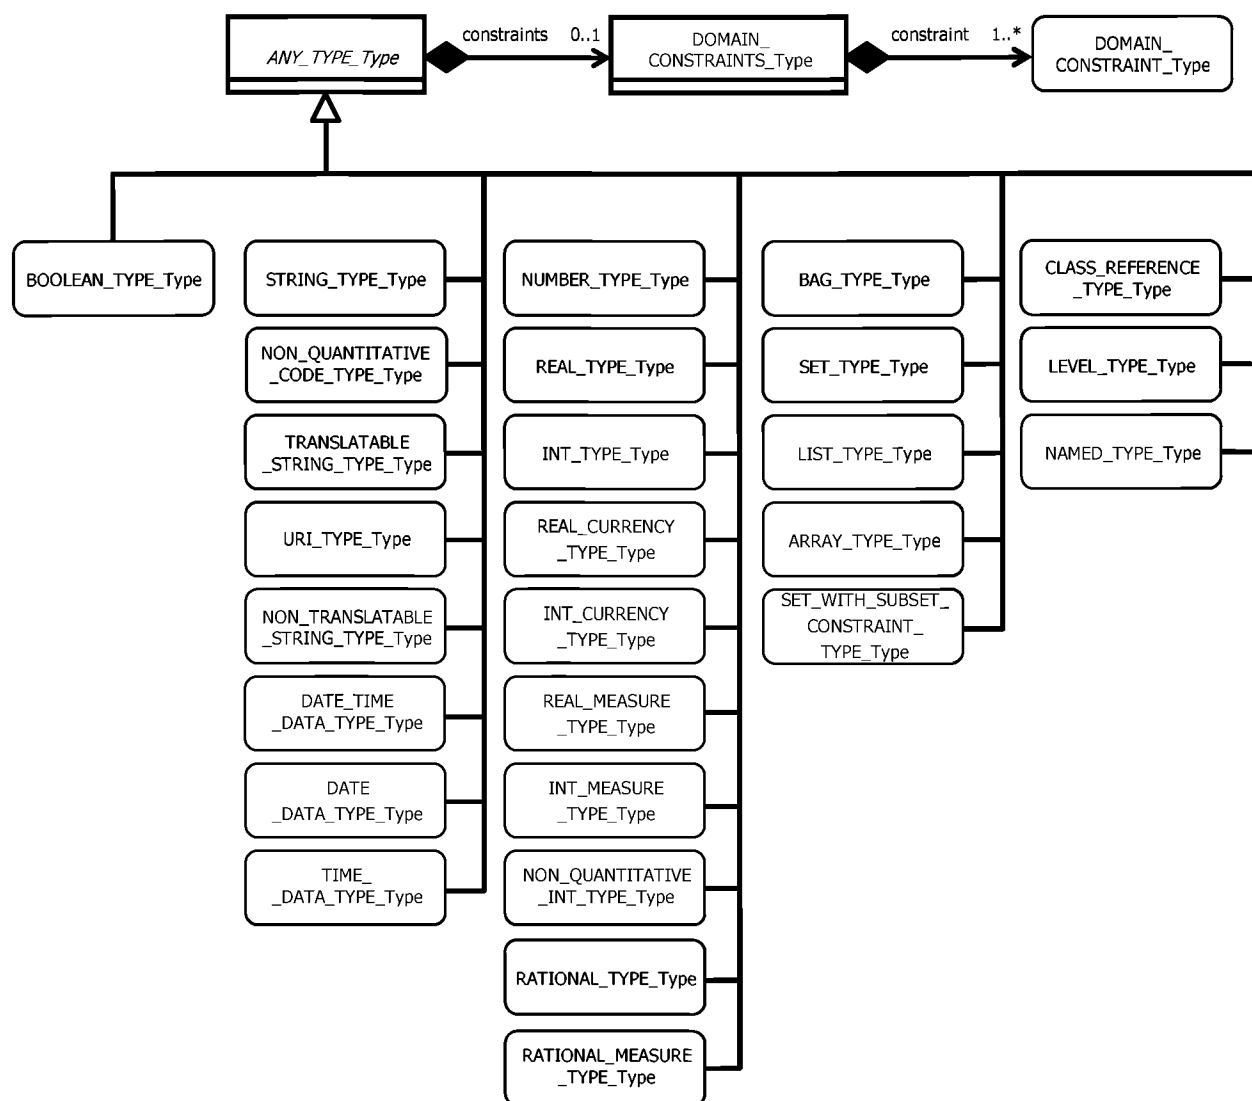 ANY_TYPE_Type
constraints 0..1
DOMAIN_
CONSTRAINTS_Type
constraint 1..*
DOMAIN_
CONSTRAINT_Type
BOOLEAN_TYPE_Type
STRING_TYPE_Type
NON_QUANTITATIVE
_CODE_TYPE_Type
TRANSLATABLE
_STRING_TYPE_Type
URI_TYPE_Type
NON_TRANSLATABLE
_STRING_TYPE_Type
DATE_TIME
_DATA_TYPE_Type
DATE
_DATA_TYPE_Type
TIME_
_DATA_TYPE_Type
NUMBER_TYPE_Type
REAL_TYPE_Type
INT_TYPE_Type
REAL_CURRENCY
_TYPE_Type
INT_CURRENCY
_TYPE_Type
REAL_MEASURE
_TYPE_Type
INT_MEASURE
_TYPE_Type
NON_QUANTITATIVE
_INT_TYPE_Type
RATIONAL_TYPE_Type
RATIONAL_MEASURE
_TYPE_Type
BAG_TYPE_Type
SET_TYPE_Type
LIST_TYPE_Type
ARRAY_TYPE_Type
SET_WITH_SUBSET_
CONSTRAINT_
TYPE_Type
CLASS_REFERENCE
_TYPE_Type
LEVEL_TYPE_Type
NAMED_TYPE_Type